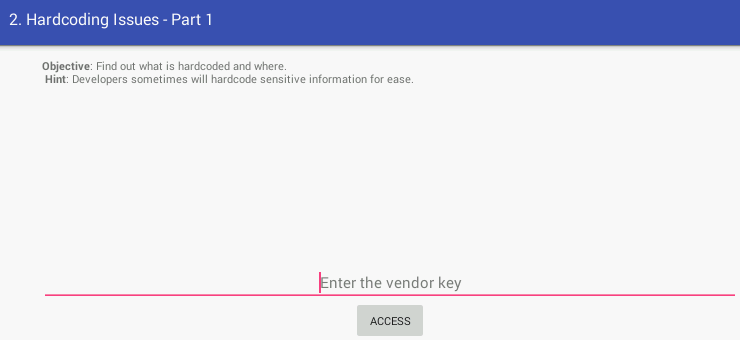 2. Hardcoding Issues - Part 1
Objective: Find out what is hardcoded and where.
Hint: Developers sometimes will hardcode sensitive information for ease.
Enter the vendor key
ACCESS